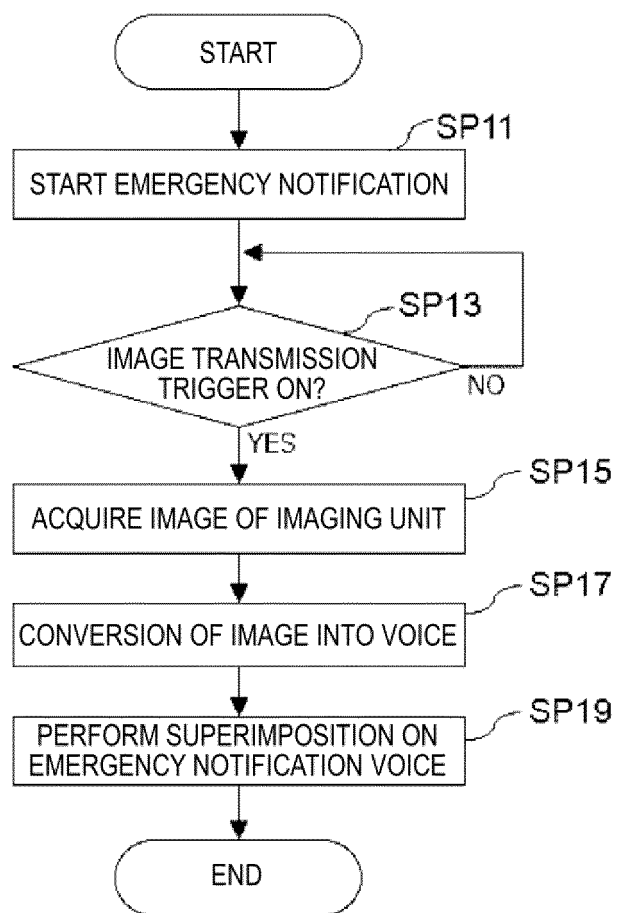 START
SP11
START EMERGENCY NOTIFICATION
SP13
IMAGE TRANSMISSION
TRIGGER ON?
NO
YES
SP15
ACQUIRE IMAGE OF IMAGING UNIT
SP17
CONVERSION OF IMAGE INTO VOICE
SP19
PERFORM SUPERIMPOSITION ON
EMERGENCY NOTIFICATION VOICE
END